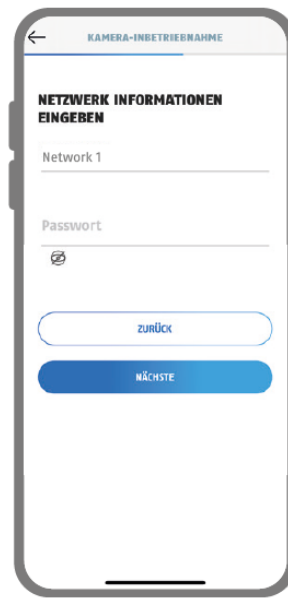 KAMERA-INBETRIEBNAHME
NETZWERK INFORMATIONEN
EINGEBEN
Network 1
Passwort
ZURÜCK
NÄCHSTE